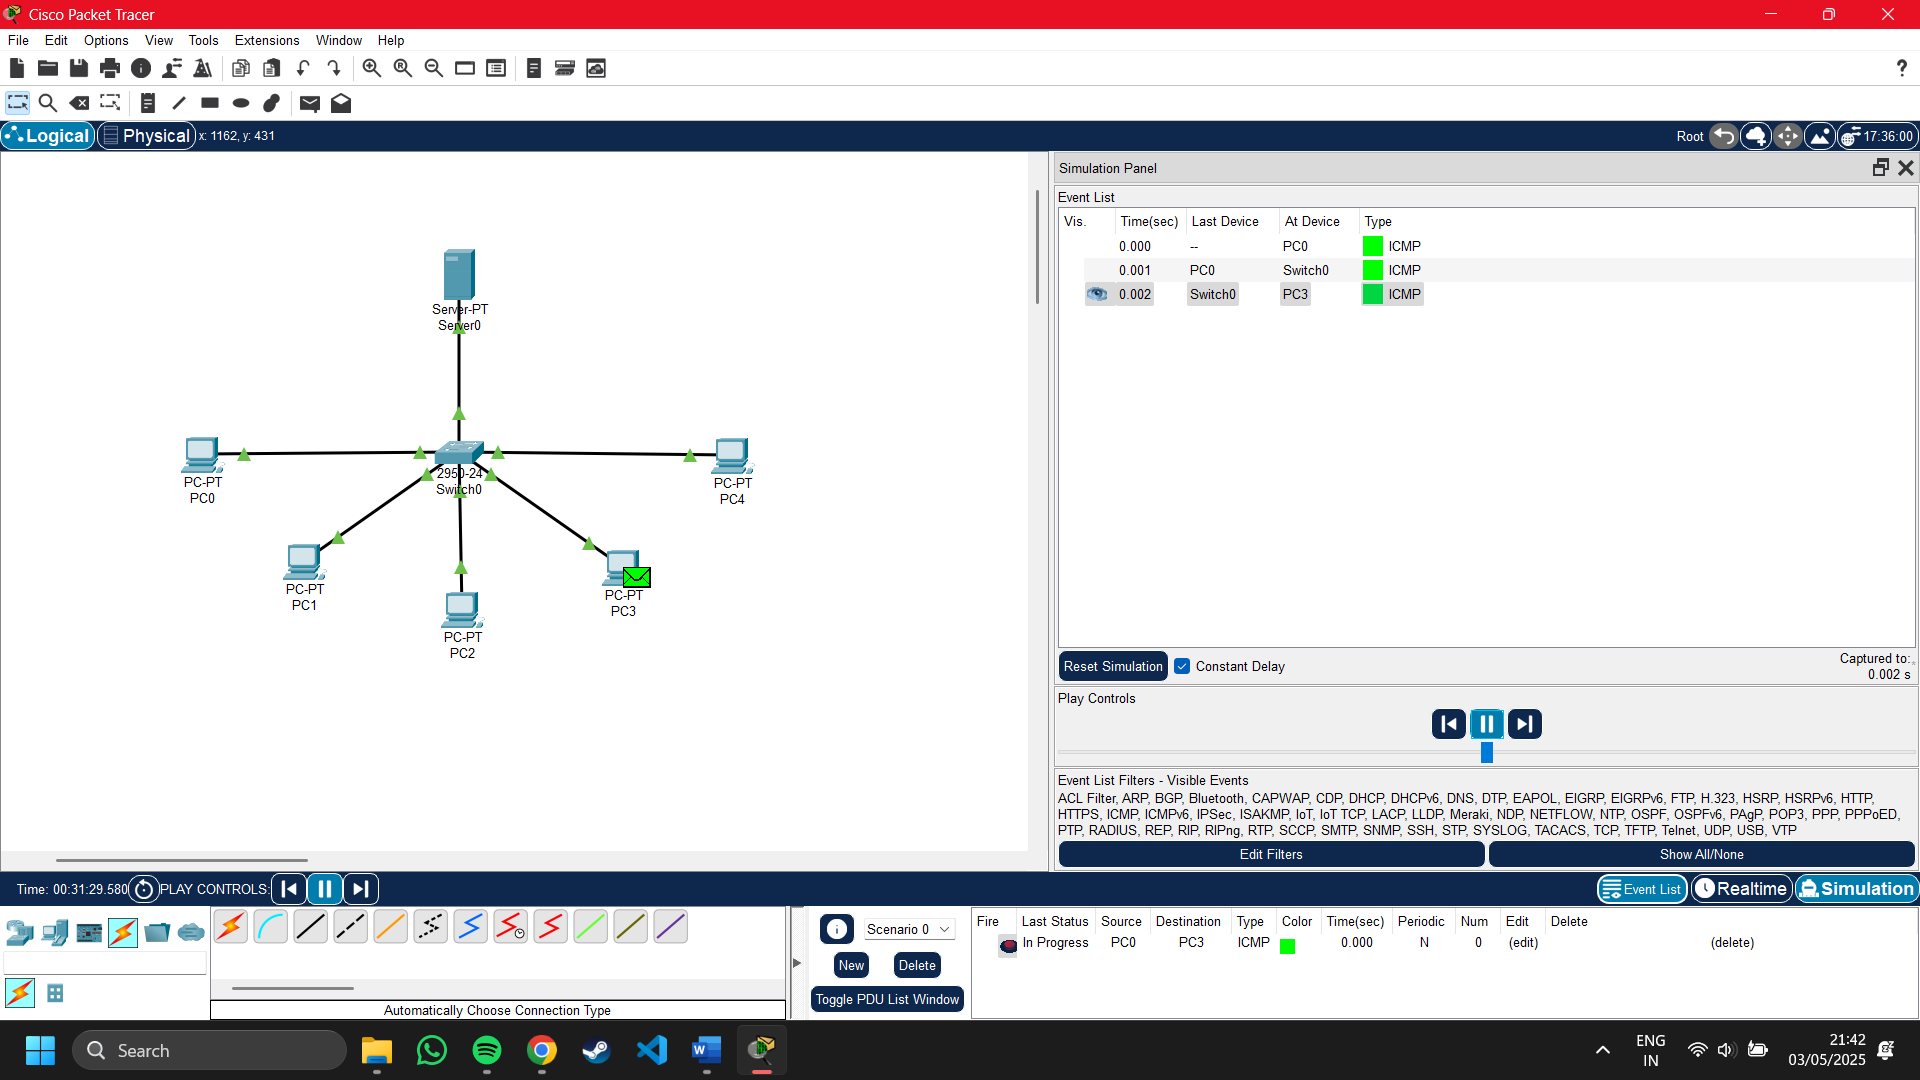 Cisco Packet Tracer
File Edit Options View Tools Extensions Window Help
?
Logical Physical x: 1162, y: 431
Root 17:36:00
Simulation Panel
Event List
Vis. Time(sec) Last Device At Device Type
0.000 -- PC0 ICMP
0.001 PC0 Switch0 ICMP
0.002 Switch0 PC3 ICMP
Server-PT
Server0
PC-PT
PC0
2950-24
Switch0
PC-PT
PC4
PC-PT
PC1
PC-PT
PC3
PC-PT
PC2
Reset Simulation Constant Delay
Captured to:
0.002 s
Play Controls
Event List Filters - Visible Events
ACL Filter, ARP, BGP, Bluetooth, CAPWAP, CDP, DHCP, DHCPv6, DNS, DTP, EAPOL, EIGRP, EIGRPv6, FTP, H.323, HSRP, HSRPv6, HTTP,
HTTPS, ICMP, ICMPv6, IPSec, ISAKMP, IoT, IoT TCP, LACP, LLDP, Meraki, NDP, NETFLOW, NTP, OSPF, OSPFv6, PAgP, POP3, PPP, PPPoED,
PTP, RADIUS, REP, RIP, RIPng, RTP, SCCP, SMTP, SNMP, SSH, STP, SYSLOG, TACACS, TCP, TFTP, Telnet, UDP, USB, VTP
Edit Filters Show All/None
Time: 00:31:29.580 PLAY CONTROLS: Event List Realtime Simulation
Scenario 0
New Delete
Toggle PDU List Window
Fire Last Status Source Destination Type Color Time(sec) Periodic Num Edit Delete
In Progress PC0 PC3 ICMP 0.000 N 0 (edit) (delete)
Automatically Choose Connection Type
Search
ENG
IN
21:42
03/05/2025